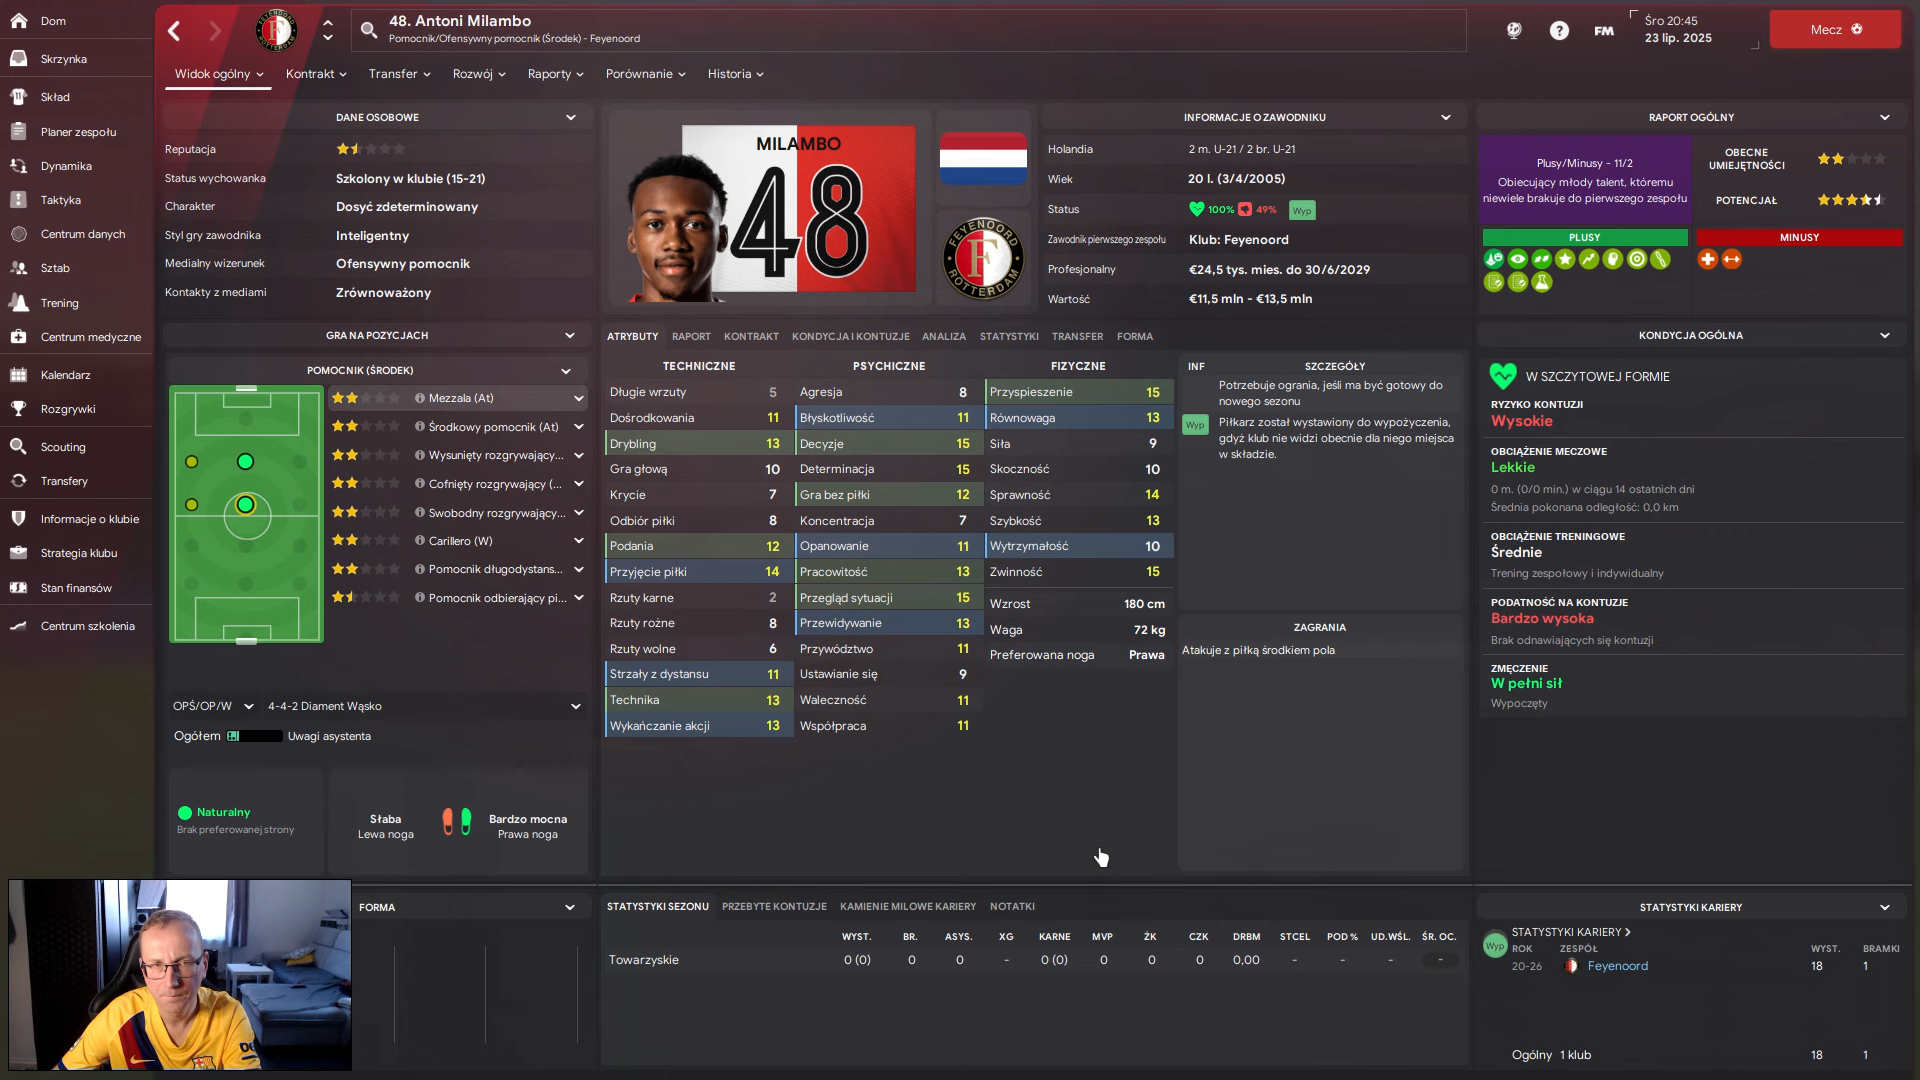 Dom
Skrzynka
Skład
Planer zespołu
Dynamika
Taktyka
Centrum danych
Sztab
Trening
Centrum medyczne
Kalendarz
Rozgrywki
Scouting
Transfery
Informacje o klubie
Strategia klubu
Stan finansów
Centrum szkolenia
48. Antoni Milambo
Pomocnik/Ofensywny pomocnik (Środek) - Feyenoord
FM
Śro 20:45
23 lip. 2025
Mecz
Widok ogólny
Kontrakt
Transfer
Rozwój
Raporty
Porównanie
Historia
DANE OSOBOWE
Reputacja
Status wychowanka Szkolony w klubie (15-21)
Charakter Dosyć zdeterminowany
Styl gry zawodnika Inteligentny
Medialny wizerunek Ofensywny pomocnik
Kontakty z mediami Zrównoważony
MILAMBO
48
FEYENOORD
ROTTERDAM
INFORMACJE O ZAWODNIKU
Holandia 2 m. U-21 / 2 br. U-21
Wiek 20 l. (3/4/2005)
Status 100% 49% Wyp
Zawodnik pierwszego zespołu Klub: Feyenoord
Profesjonalny €24,5 tys. mies. do 30/6/2029
Wartość €11,5 mln - €13,5 mln
RAPORT OGÓLNY
Plusy/Minusy - 11/2
Obiecujący młody talent, któremu
niewiele brakuje do pierwszego zespołu
OBECNE
UMIEJĘTNOŚCI
POTENCJAŁ
PLUSY
MINUSY
GRA NA POZYCJACH
POMOCNIK (ŚRODEK)
Mezzala (At)
Środkowy pomocnik (At)
Wysunięty rozgrywający...
Cofnięty rozgrywający (...
Swobodny rozgrywający...
Carillero (W)
Pomocnik długodystans...
Pomocnik odbierający pi...
OPŚ/OP/W 4-4-2 Diament Wąsko
Ogółem Uwagi asystenta
Naturalny
Brak preferowanej strony
Słaba
Lewa noga
Bardzo mocna
Prawa noga
ATRYBUTY RAPORT KONTRAKT KONDYCJA I KONTUZJE ANALIZA STATYSTYKI TRANSFER FORMA
TECHNICZNE
Długie wrzuty 5
Dośrodkowania 11
Drybling 13
Gra głową 10
Krycie 7
Odbiór piłki 8
Podania 12
Przyjęcie piłki 14
Rzuty karne 2
Rzuty rożne 8
Rzuty wolne 6
Strzały z dystansu 11
Technika 13
Wykańczanie akcji 13
PSYCHICZNE
Agresja 8
Błyskotliwość 11
Decyzje 15
Determinacja 15
Gra bez piłki 12
Koncentracja 7
Opanowanie 11
Pracowitość 13
Przegląd sytuacji 15
Przewidywanie 13
Przywództwo 11
Ustawianie się 9
Waleczność 11
Współpraca 11
FIZYCZNE
Przyspieszenie 15
Równowaga 13
Siła 9
Skoczność 10
Sprawność 14
Szybkość 13
Wytrzymałość 10
Zwinność 15
Wzrost 180 cm
Waga 72 kg
Preferowana noga Prawa
INF SZCZEGÓŁY
Potrzebuje ogrania, jeśli ma być gotowy do
nowego sezonu
Wyp
Piłkarz został wystawiony do wypożyczenia,
gdyż klub nie widzi obecnie dla niego miejsca
w składzie.
ZAGRANIA
Atakuje z piłką środkiem pola
KONDYCJA OGÓLNA
W SZCZYTOWEJ FORMIE
RYZYKO KONTUZJI
Wysokie
OBCIĄŻENIE MECZOWE
Lekkie
0 m. (0/0 min.) w ciągu 14 ostatnich dni
Średnia pokonana odległość: 0,0 km
OBCIĄŻENIE TRENINGOWE
Średnie
Trening zespołowy i indywidualny
PODATNOŚĆ NA KONTUZJE
Bardzo wysoka
Brak odnawiających się kontuzji
ZMĘCZENIE
W pełni sił
Wypoczęty
FORMA
STATYSTYKI SEZONU PRZEBYTE KONTUZJE KAMIENIE MILOWE KARIERY NOTATKI
WYST. BR. ASYS. XG KARNE MVP ŻK CZK DRBM STCEL POD % UD.WŚL. ŚR. OC.
Towarzyskie 0 (0) 0 0 - 0 (0) 0 0 0 0,00 - - - -
STATYSTYKI KARIERY
Wyp
STATYSTYKI KARIERY
ROK ZESPÓŁ WYST. BRAMKI
20-26 Feyenoord 18 1
Ogólny 1 klub 18 1